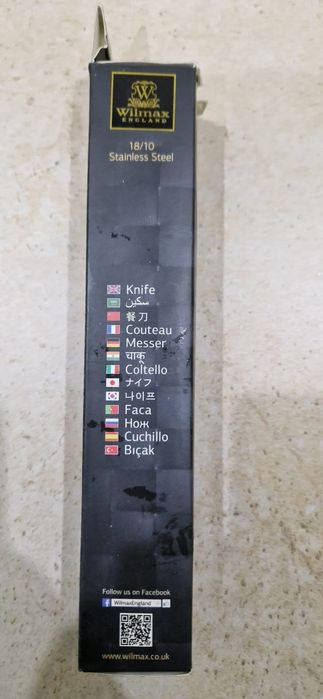 Wilmax
ENGLAND
18/10
Stainless Steel
Knife
سكين
餐刀
Couteau
Messer
चाकू
Coltello
ナイフ
나이프
Faca
Нож
Cuchillo
Bıçak
Follow us on Facebook
f WilmaxEngland
www.wilmax.co.uk